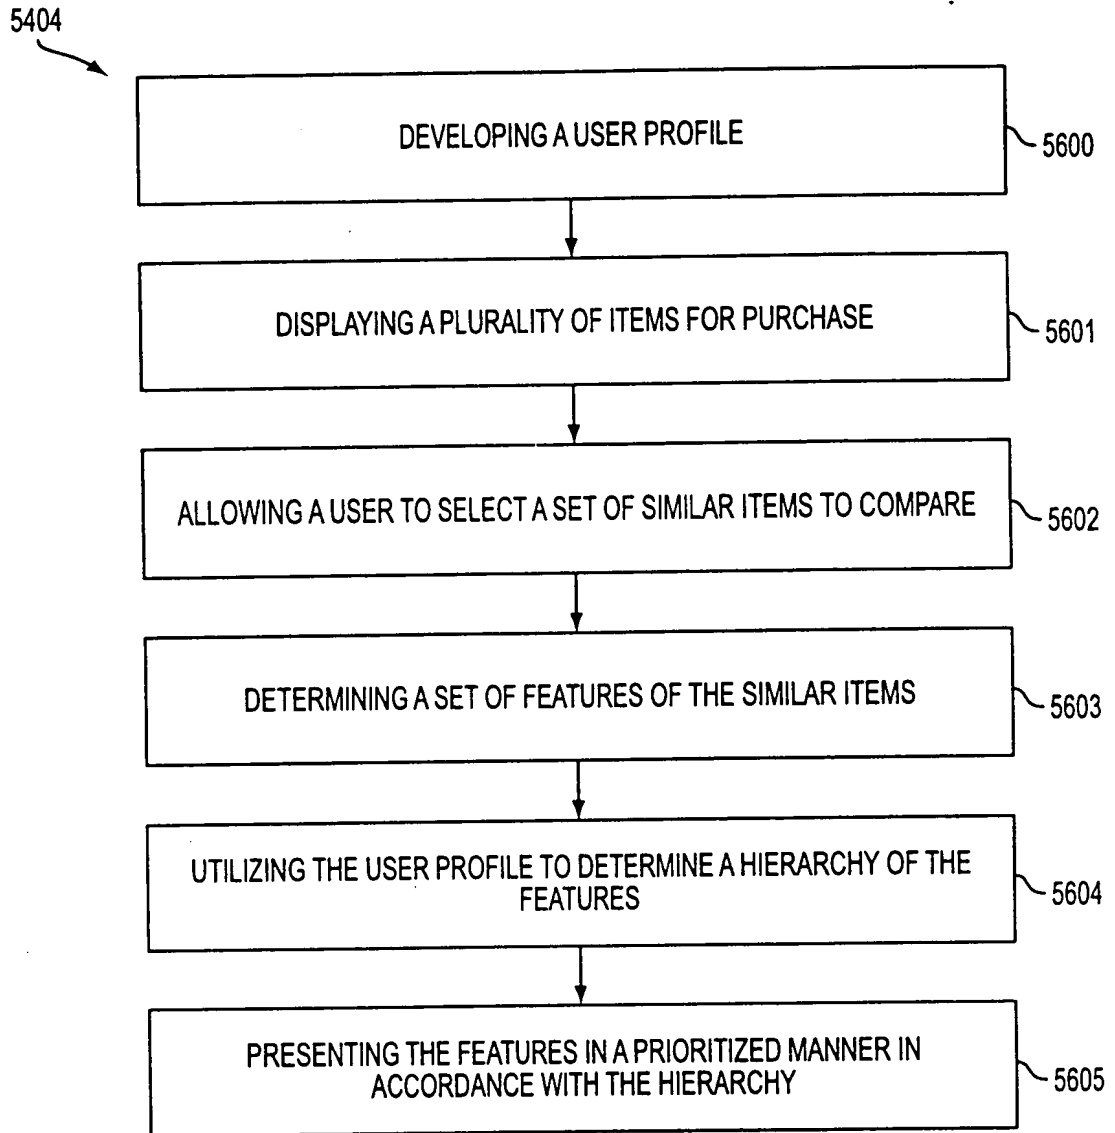 5404
DEVELOPING A USER PROFILE
5600
DISPLAYING A PLURALITY OF ITEMS FOR PURCHASE
5601
ALLOWING A USER TO SELECT A SET OF SIMILAR ITEMS TO COMPARE
5602
DETERMINING A SET OF FEATURES OF THE SIMILAR ITEMS
5603
UTILIZING THE USER PROFILE TO DETERMINE A HIERARCHY OF THE
FEATURES
5604
PRESENTING THE FEATURES IN A PRIORITIZED MANNER IN
ACCORDANCE WITH THE HIERARCHY
5605